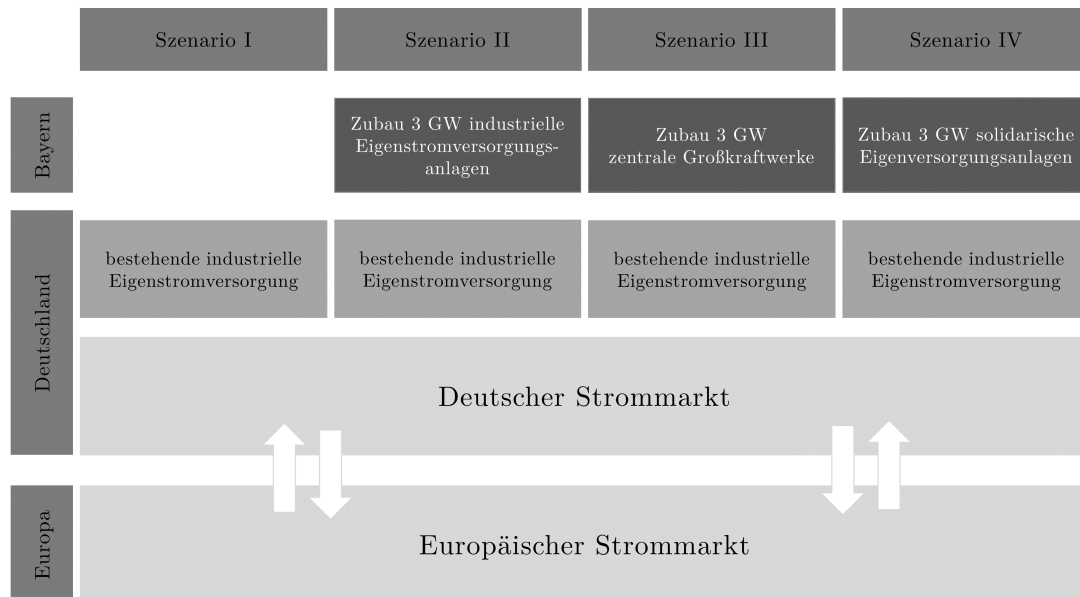 Szenario I
Szenario II
Szenario III
Szenario IV
Bayern
Zubau 3 GW industrielle
Eigenstromversorgungs-
anlagen
Zubau 3 GW
zentrale Großkraftwerke
Zubau 3 GW solidarische
Eigenversorgungsanlagen
Deutschland
bestehende industrielle
Eigenstromversorgung
bestehende industrielle
Eigenstromversorgung
bestehende industrielle
Eigenstromversorgung
bestehende industrielle
Eigenstromversorgung
Deutscher Strommarkt
Europa
Europäischer Strommarkt